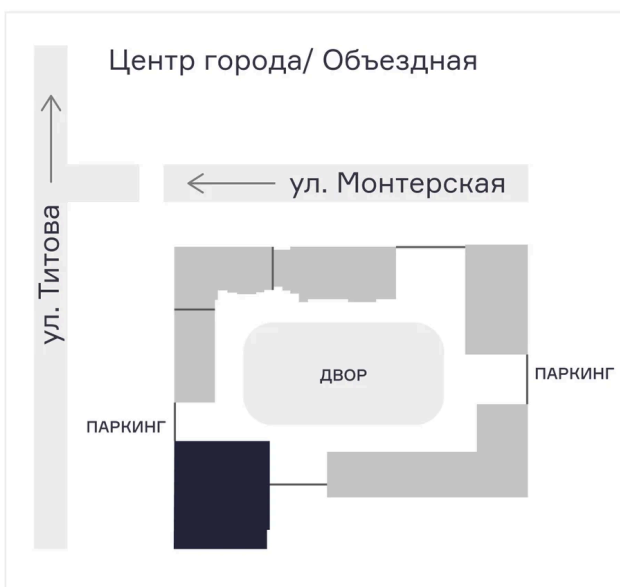 Центр города/ Объездная
ул. Монтерская
ул. Титова
ДВОР
ПАРКИНГ
ПАРКИНГ